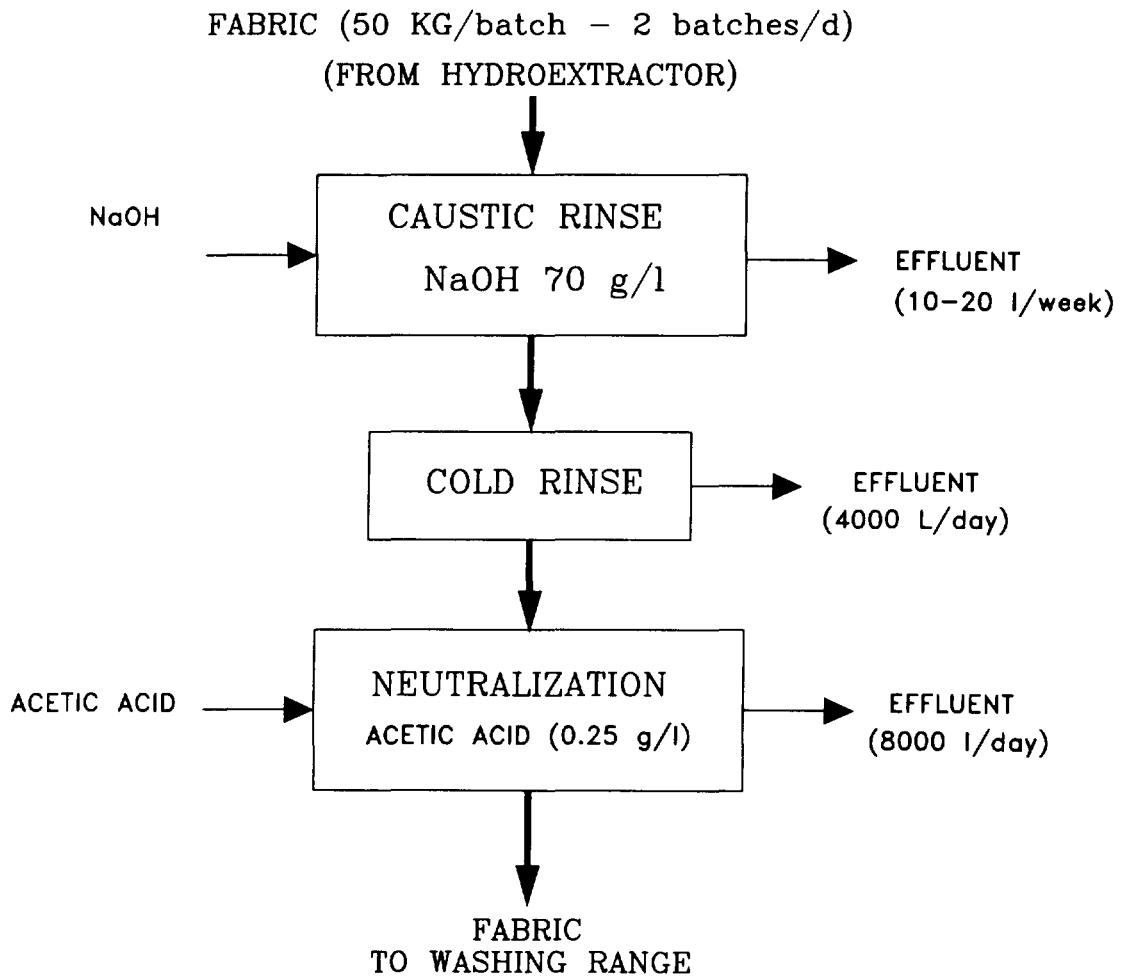 FABRIC (50 KG/batch – 2 batches/d)
(FROM HYDROEXTRACTOR)
NaOH
CAUSTIC RINSE
NaOH 70 g/l
EFFLUENT
(10–20 l/week)
COLD RINSE
EFFLUENT
(4000 L/day)
ACETIC ACID
NEUTRALIZATION
ACETIC ACID (0.25 g/l)
EFFLUENT
(8000 l/day)
FABRIC
TO WASHING RANGE